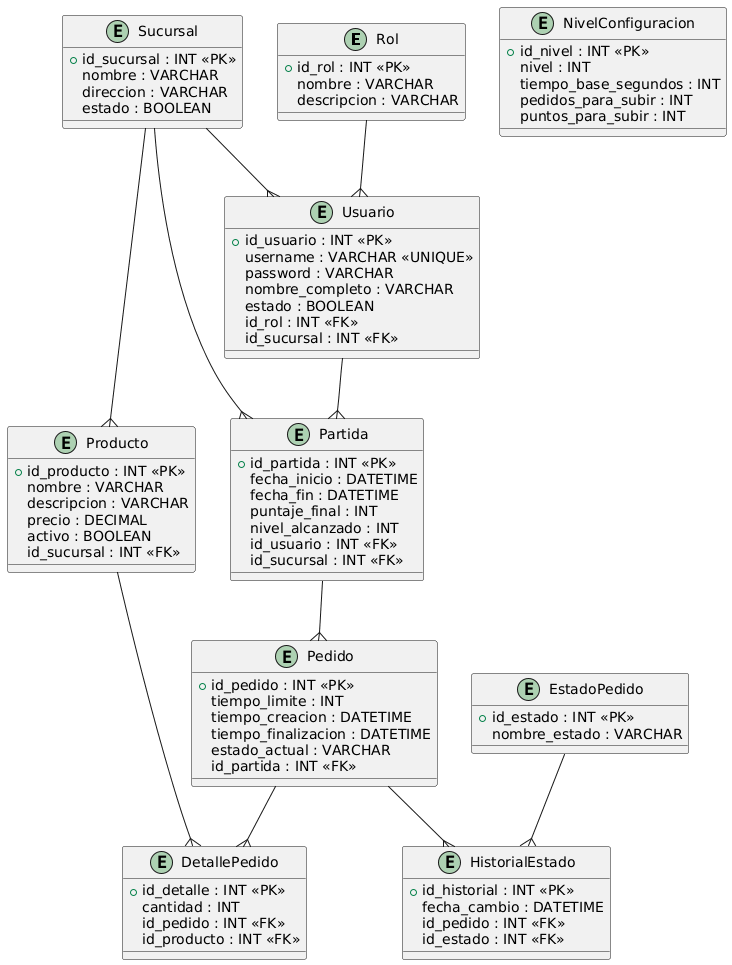 Sucursal
id_sucursal : INT «PK»
nombre : VARCHAR
direccion : VARCHAR
estado : BOOLEAN
Rol
id_rol : INT «PK»
nombre : VARCHAR
descripcion : VARCHAR
NivelConfiguracion
id_nivel : INT «PK»
nivel : INT
tiempo_base_segundos : INT
pedidos_para_subir : INT
puntos_para_subir : INT
Usuario
id_usuario : INT «PK»
username : VARCHAR «UNIQUE»
password : VARCHAR
nombre_completo : VARCHAR
estado : BOOLEAN
id_rol : INT «FK»
id_sucursal : INT «FK»
Producto
id_producto : INT «PK»
nombre : VARCHAR
descripcion : VARCHAR
precio : DECIMAL
activo : BOOLEAN
id_sucursal : INT «FK»
Partida
id_partida : INT «PK»
fecha_inicio : DATETIME
fecha_fin : DATETIME
puntaje_final : INT
nivel_alcanzado : INT
id_usuario : INT «FK»
id_sucursal : INT «FK»
Pedido
id_pedido : INT «PK»
tiempo_limite : INT
tiempo_creacion : DATETIME
tiempo_finalizacion : DATETIME
estado_actual : VARCHAR
id_partida : INT «FK»
EstadoPedido
id_estado : INT «PK»
nombre_estado : VARCHAR
DetallePedido
id_detalle : INT «PK»
cantidad : INT
id_pedido : INT «FK»
id_producto : INT «FK»
HistorialEstado
id_historial : INT «PK»
fecha_cambio : DATETIME
id_pedido : INT «FK»
id_estado : INT «FK»